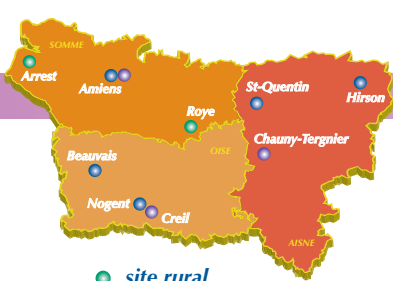 SOMME
Arrest
Amiens
St-Quentin
Hirson
Roye
Chauny-Tergnier
OISE
Beauvais
Nogent
Creil
AISNE
site rural